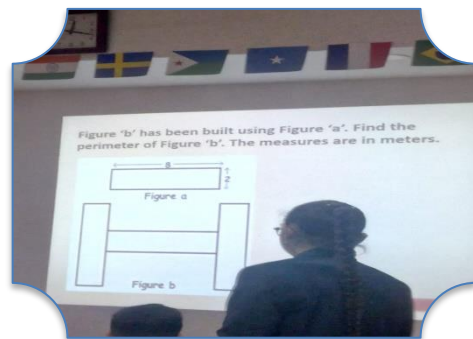 Figure 'b' has been built using Figure 'a'. Find the
perimeter of Figure 'b'. The measures are in meters.
8
2
Figure a
Figure b